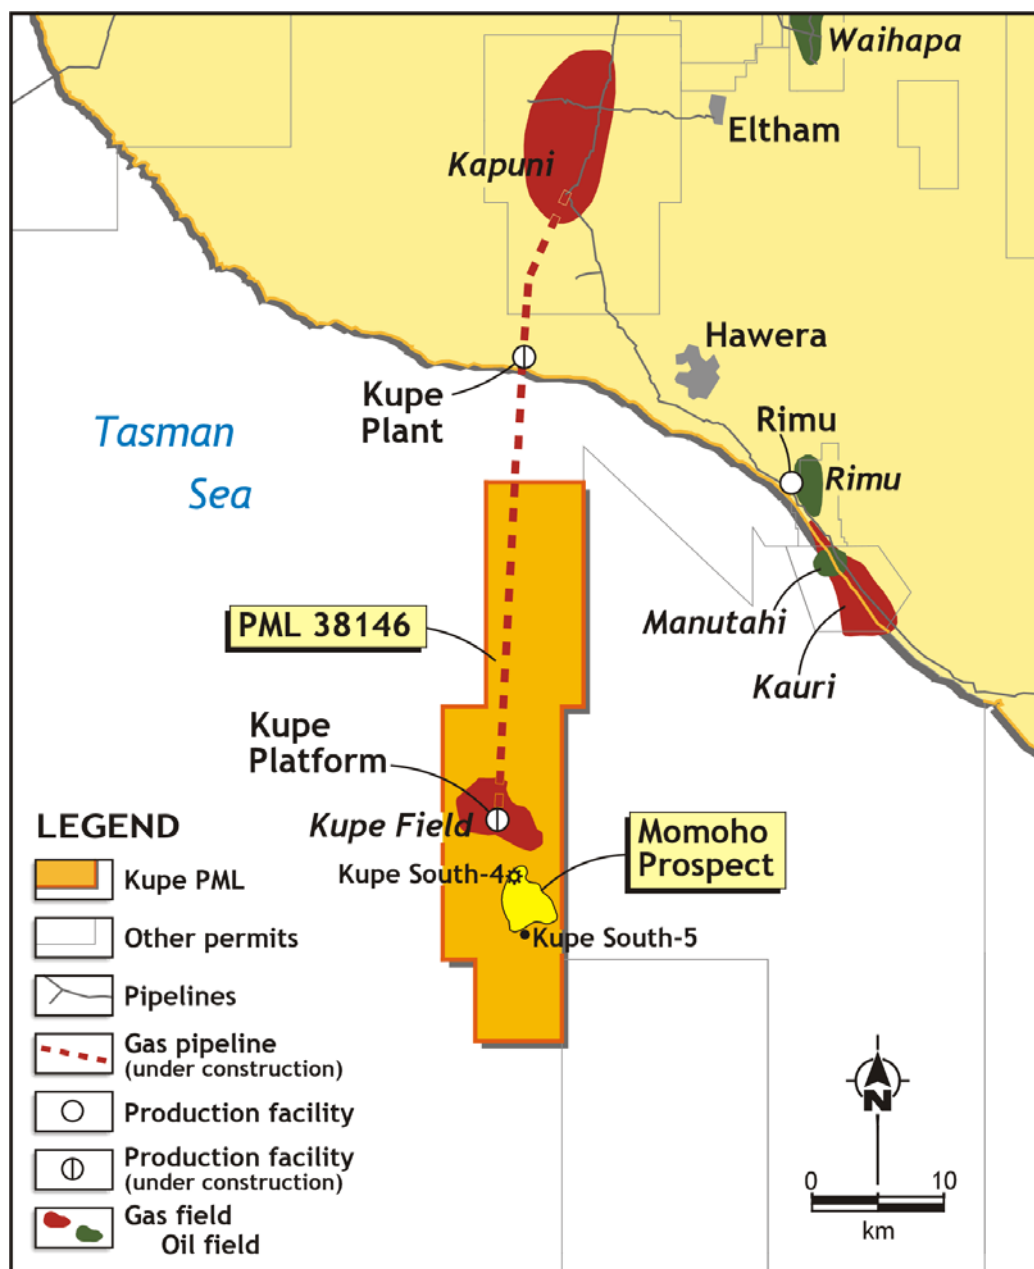 Waihapa
Eltham
Kapuni
Hawera
Kupe
Plant
Tasman
Sea
Rimu
Rimu
PML 38146
Manutahi
Kauri
Kupe
Platform
Kupe Field
Momoho
Prospect
Kupe South-4
Kupe South-5
LEGEND
Kupe PML
Other permits
Pipelines
Gas pipeline
(under construction)
Production facility
Production facility
(under construction)
Gas field
Oil field
N
0 10
km